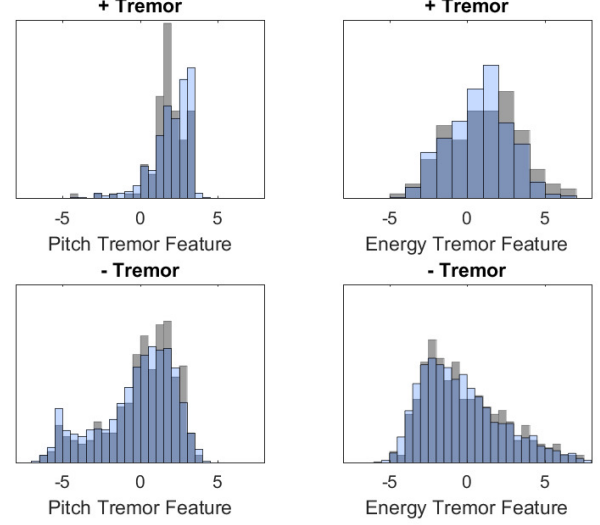 + Tremor
+ Tremor
-5 0 5
-5 0 5
Pitch Tremor Feature
Energy Tremor Feature
- Tremor
- Tremor
-5 0 5
-5 0 5
Pitch Tremor Feature
Energy Tremor Feature